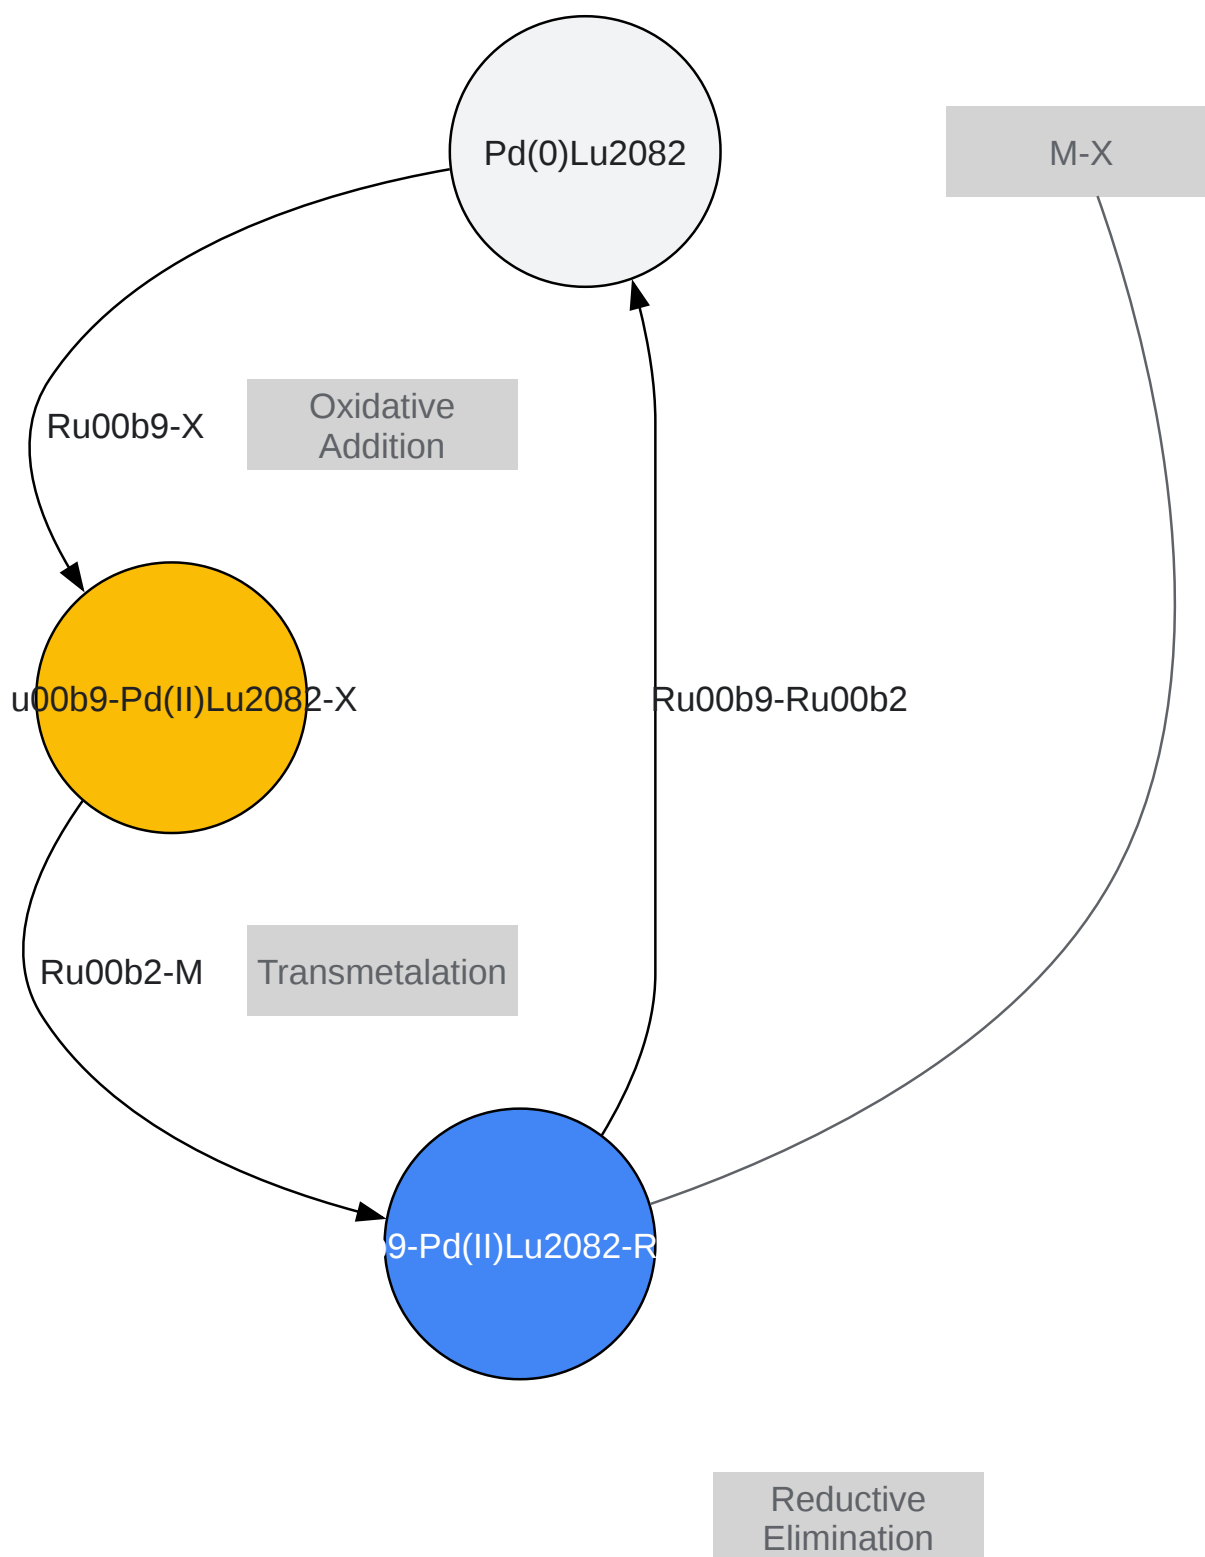 Pd(0)Lu2082
M-X
Ru00b9-X
Oxidative
Addition
u00b9-Pd(II)Lu2082-X
Ru00b9-Ru00b2
Ru00b2-M
Transmetalation
9-Pd(II)Lu2082-R
Reductive
Elimination